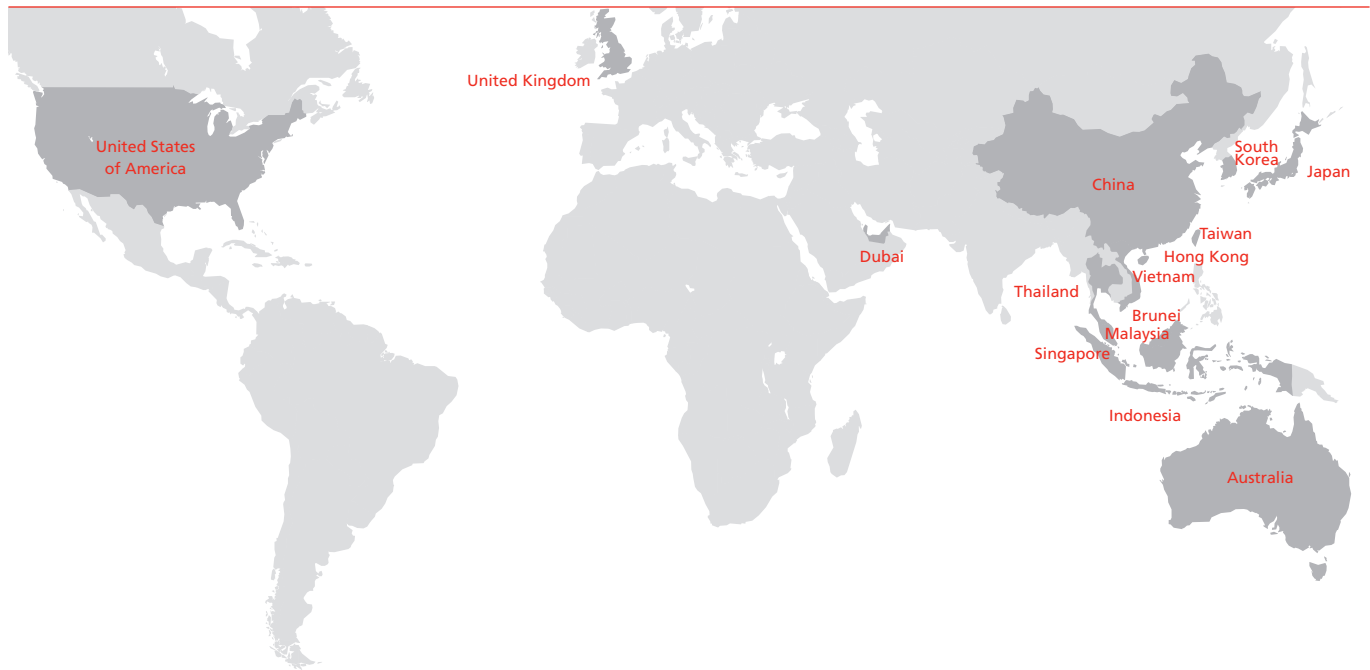 United Kingdom
United States
of America
South
Korea
Japan
China
Taiwan
Hong Kong
Dubai
Vietnam
Thailand
Brunei
Malaysia
Singapore
Indonesia
Australia